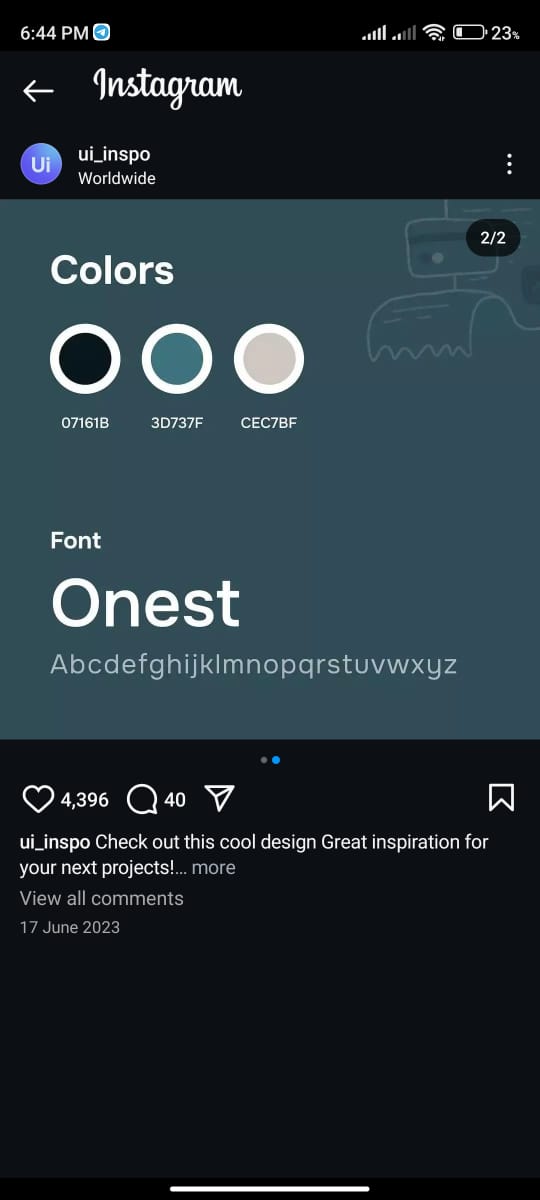 6:44 PM 23%
Instagram
Ui
ui_inspo
Worldwide
2/2
Colors
07161B 3D737F CEC7BF
Font
Onest
Abcdefghijklmnopqrstuvwxyz
4,396 40
ui_inspo Check out this cool design Great inspiration for
your next projects!... more
View all comments
17 June 2023